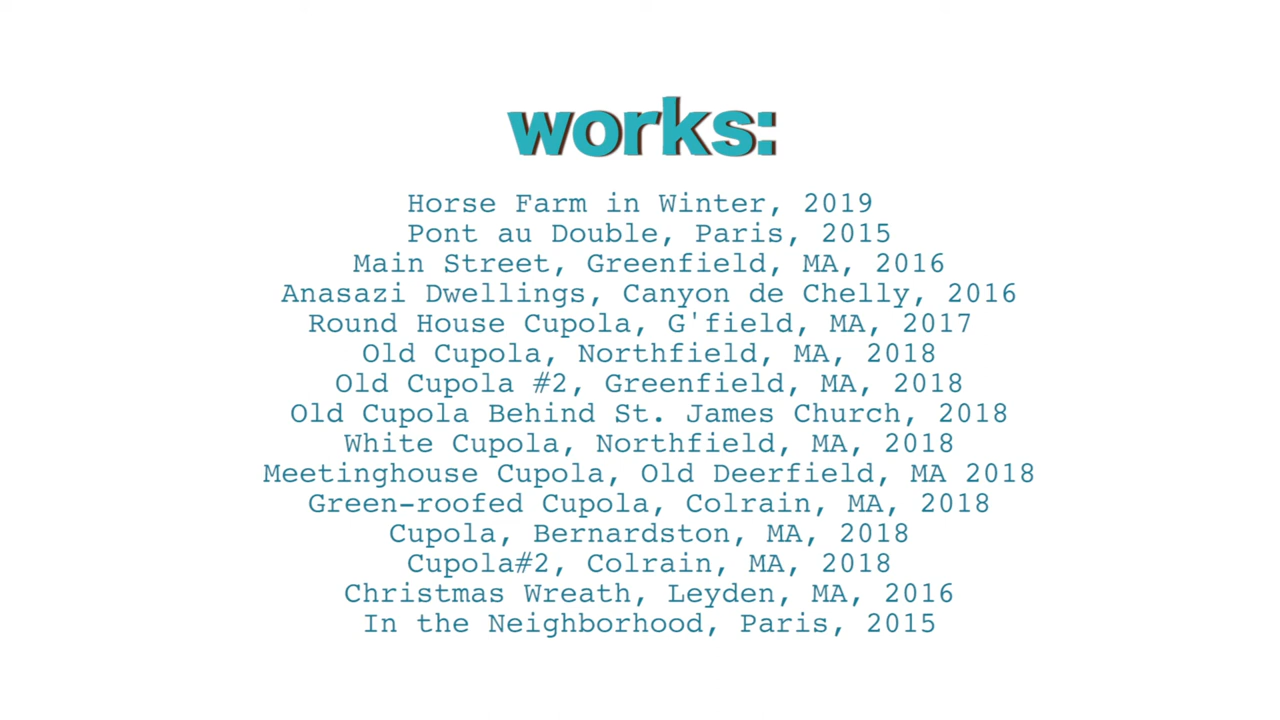 works:
Horse Farm in Winter, 2019
Pont au Double, Paris, 2015
Main Street, Greenfield, MA, 2016
Anasazi Dwellings, Canyon de Chelly, 2016
Round House Cupola, G'field, MA, 2017
Old Cupola, Northfield, MA, 2018
Old Cupola #2, Greenfield, MA, 2018
Old Cupola Behind St. James Church, 2018
White Cupola, Northfield, MA, 2018
Meetinghouse Cupola, Old Deerfield, MA 2018
Green-roofed Cupola, Colrain, MA, 2018
Cupola, Bernardston, MA, 2018
Cupola#2, Colrain, MA, 2018
Christmas Wreath, Leyden, MA, 2016
In the Neighborhood, Paris, 2015